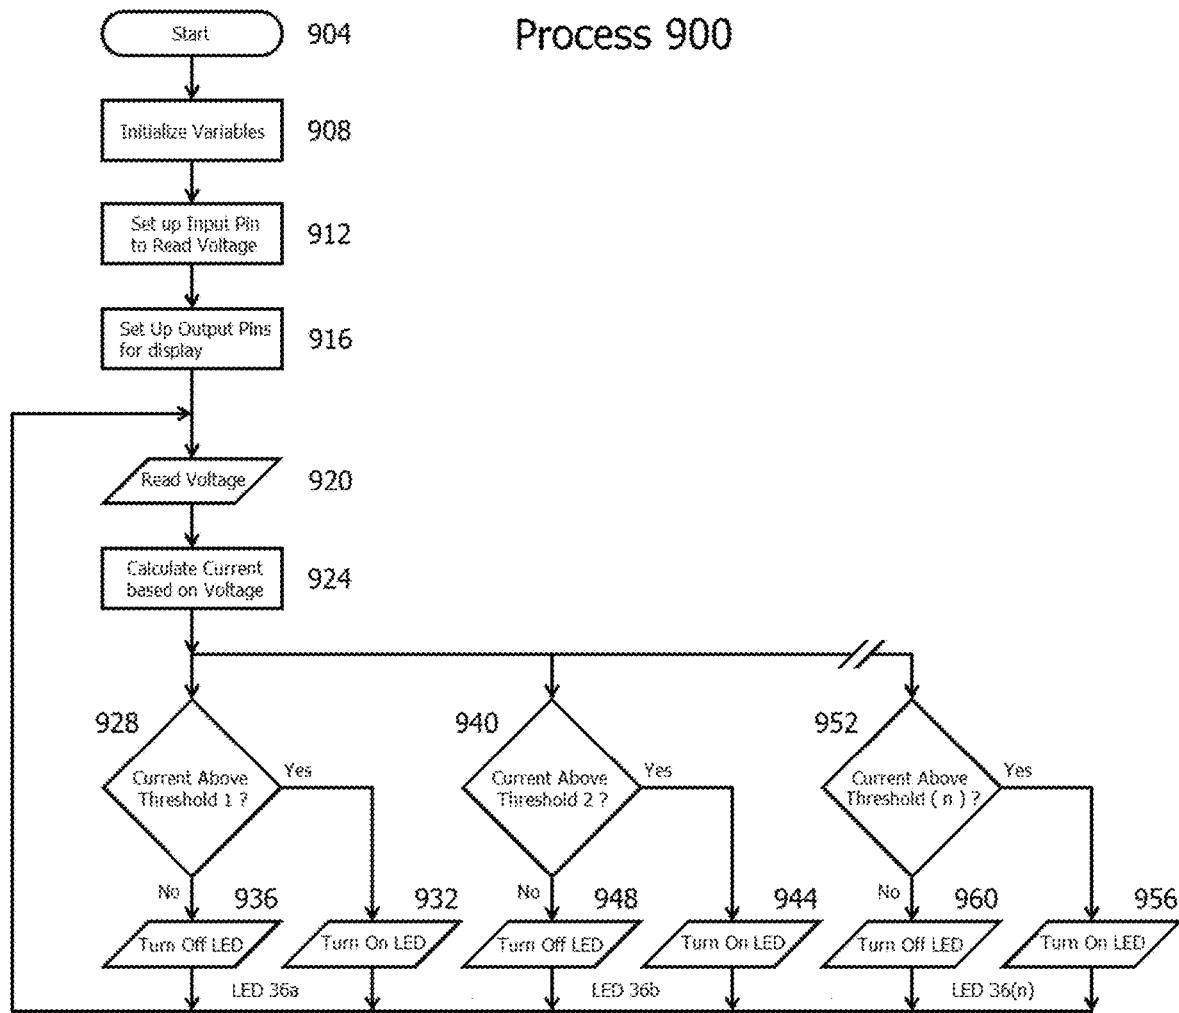 Process 900
Start
904
Initialize Variables
908
Set up Input Pin
to Read Voltage
912
Set Up Output Pins
for display
916
Read Voltage
920
Calculate Current
based on Voltage
924
928
Current Above
Threshold 1 ?
Yes
No
940
Current Above
Threshold 2 ?
Yes
No
952
Current Above
Threshold ( n ) ?
Yes
No
936
Turn Off LED
932
Turn On LED
948
Turn Off LED
944
Turn On LED
960
Turn Off LED
956
Turn On LED
LED 36a
LED 36b
LED 36(n)